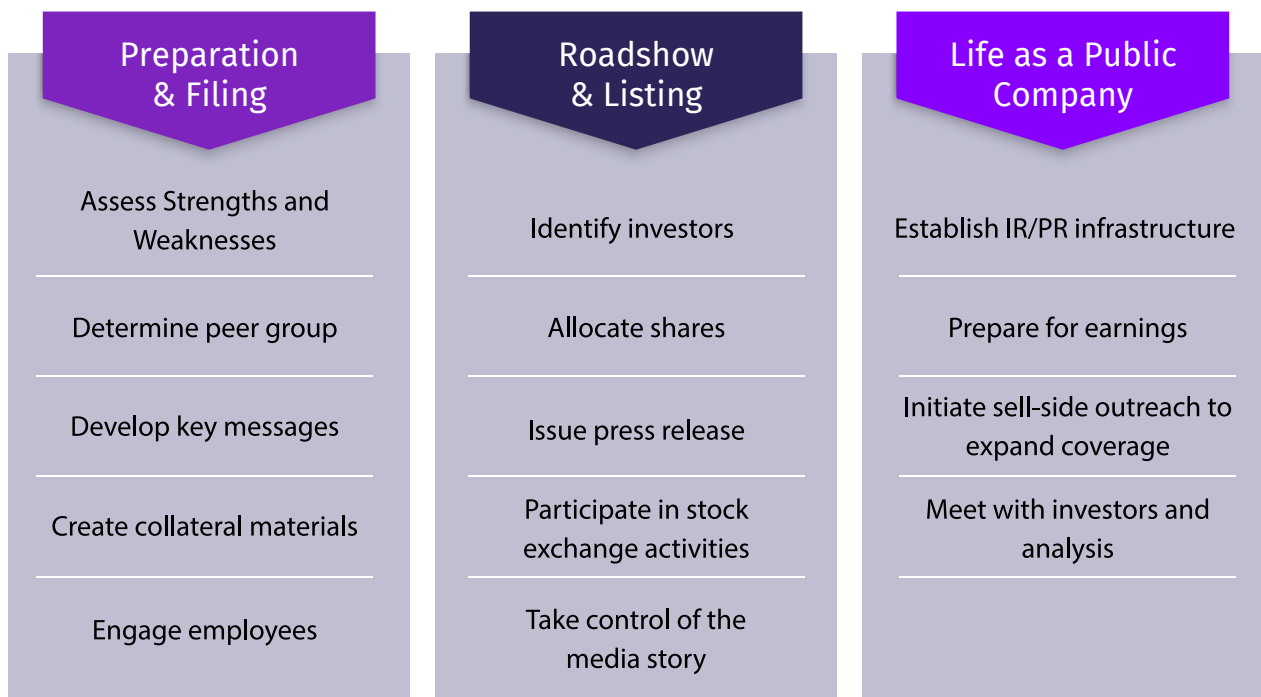 Preparation
& Filing
Assess Strengths and
Weaknesses
Determine peer group
Develop key messages
Create collateral materials
Engage employees
Roadshow
& Listing
Identify investors
Allocate shares
Issue press release
Participate in stock
exchange activities
Take control of the
media story
Life as a Public
Company
Establish IR/PR infrastructure
Prepare for earnings
Initiate sell-side outreach to
expand coverage
Meet with investors and
analysis